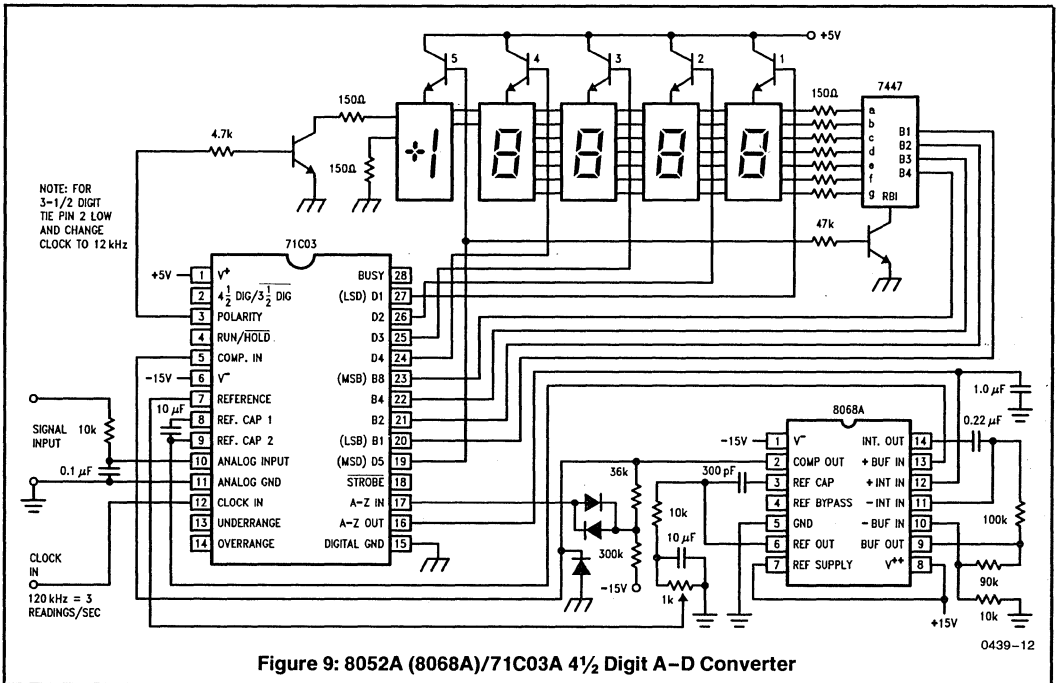 +5V
5
4
3
2
1
7447
150Ω
150Ω
4.7k
150Ω
a
b
c
d
e
f
g
B1
B2
B3
B4
RBI
47k
NOTE: FOR
3-1/2 DIGIT
TIE PIN 2 LOW
AND CHANGE
CLOCK TO 12 kHz
71C03
+5V
1 V+
2 4 1/2 DIG/3 1/2 DIG
3 POLARITY
4 RUN/HOLD
5 COMP. IN
-15V
6 V-
7 REFERENCE
8 REF. CAP 1
9 REF. CAP 2
10 ANALOG INPUT
11 ANALOG GND
12 CLOCK IN
13 UNDERRANGE
14 OVERRANGE
BUSY 28
(LSD) D1 27
D2 26
D3 25
D4 24
(MSB) B8 23
B4 22
B2 21
(LSB) B1 20
(MSD) D5 19
STROBE 18
A-Z IN 17
A-Z OUT 16
DIGITAL GND 15
10 μF
SIGNAL
INPUT
10k
0.1 μF
CLOCK
IN
120 kHz = 3
READINGS/SEC
36k
300k
-15V
300 pF
10k
10 μF
1k
8068A
-15V
1 V-
2 COMP OUT
3 REF CAP
4 REF BYPASS
5 GND
6 REF OUT
7 REF SUPPLY
INT. OUT 14
+ BUF IN 13
+ INT IN 12
- INT IN 11
- BUF IN 10
BUF OUT 9
V++ 8
1.0 μF
0.22 μF
100k
90k
10k
+15V
0439-12
Figure 9: 8052A (8068A)/71C03A 4½ Digit A-D Converter